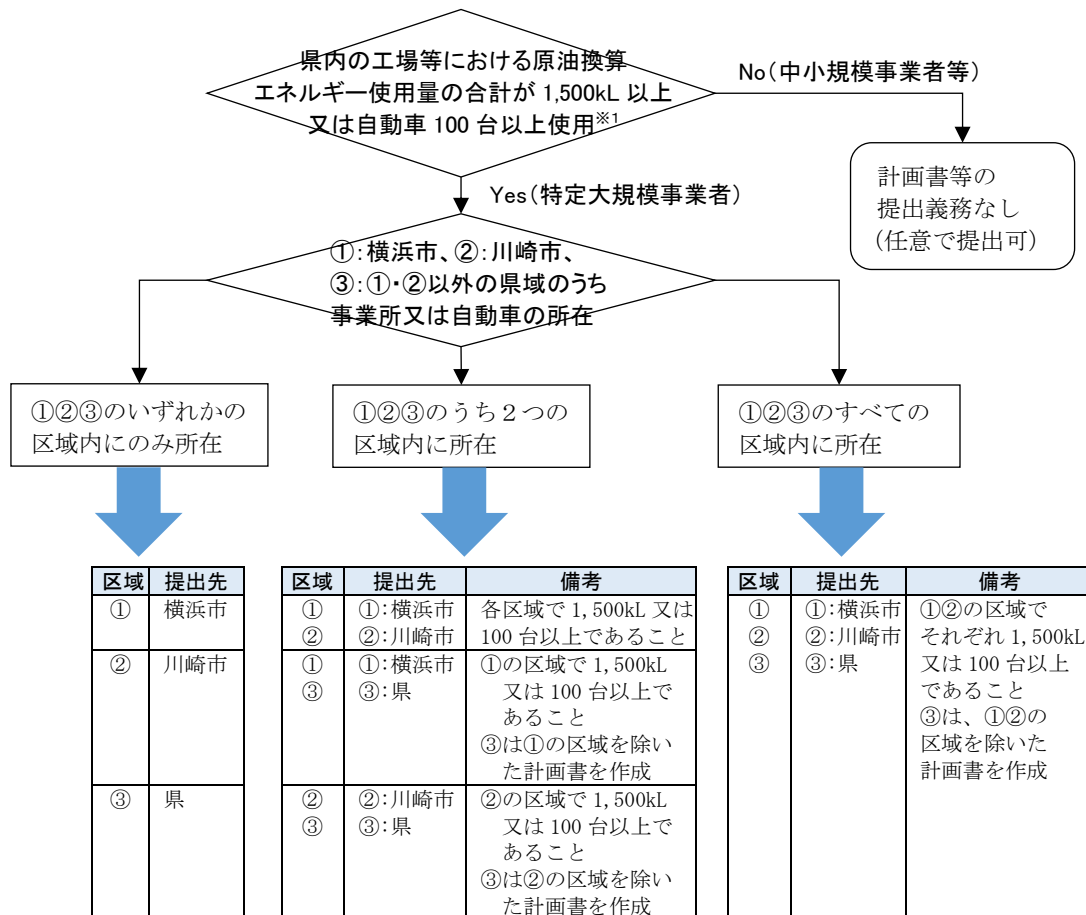 県内の工場等における原油換算
エネルギー使用量の合計が 1,500kL 以上
又は自動車 100 台以上使用※1
No(中小規模事業者等)
計画書等の
提出義務なし
(任意で提出可)
Yes(特定大規模事業者)
①:横浜市、②:川崎市、
③:①・②以外の県域のうち
事業所又は自動車の所在
①②③のいずれかの
区域内にのみ所在
①②③のうち２つの
区域内に所在
①②③のすべての
区域内に所在
区域 提出先
① 横浜市
② 川崎市
③ 県
区域 提出先 備考
① ①:横浜市 各区域で 1,500kL 又は
② ②:川崎市 100 台以上であること
① ①:横浜市 ①の区域で 1,500kL
③ ③:県 又は 100 台以上で
あること
③は①の区域を除い
た計画書を作成
② ②:川崎市 ②の区域で 1,500kL
③ ③:県 又は 100 台以上で
あること
③は②の区域を除い
た計画書を作成
区域 提出先 備考
① ①:横浜市 ①②の区域で
② ②:川崎市 それぞれ 1,500kL
③ ③:県 又は 100 台以上
であること
③は、①②の
区域を除いた
計画書を作成